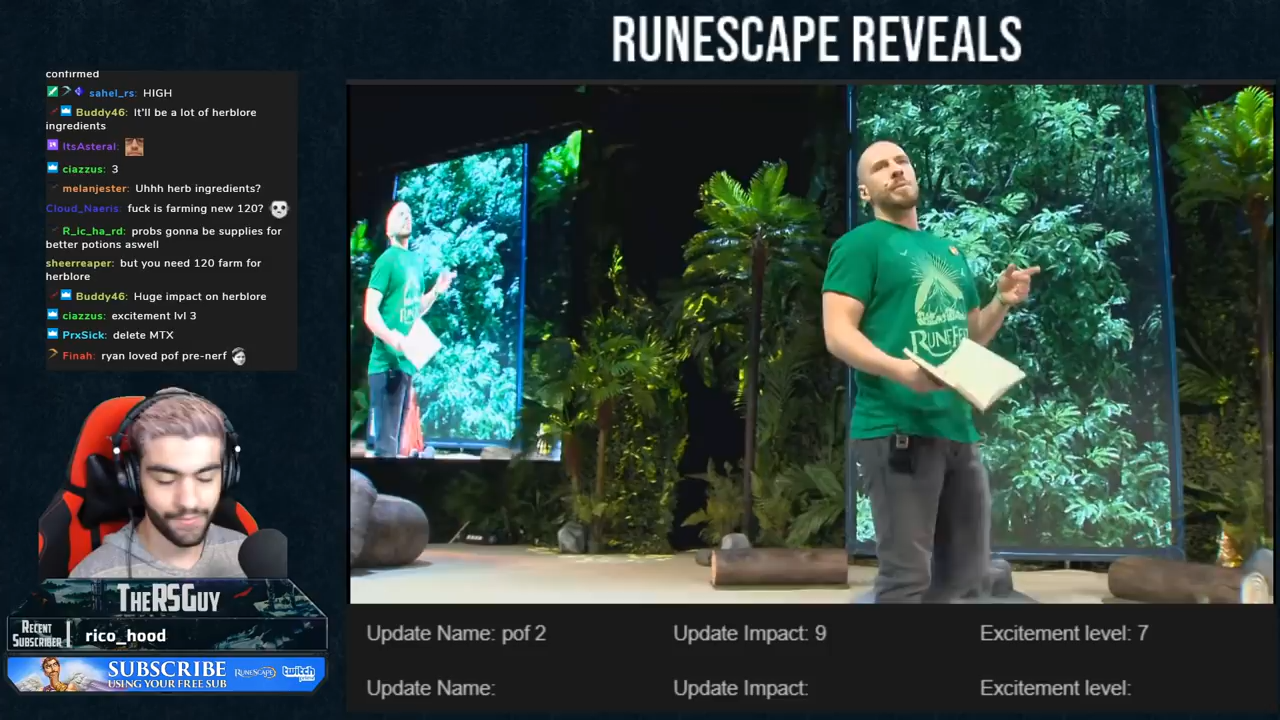 RUNESCAPE REVEALS
confirmed
sahel_rs: HIGH
Buddy46: It'll be a lot of herblore
ingredients
ItsAsteral:
ciazzus: 3
melanjester: Uhhh herb ingredients?
Cloud_Naeris: fuck is farming new 120?
R_ic_ha_rd: probs gonna be supplies for
better potions aswell
sheerreaper: but you need 120 farm for
herblore
Buddy46: Huge impact on herblore
ciazzus: excitement lvl 3
PrxSick: delete MTX
Finah: ryan loved pof pre-nerf
RUNEFEST
THERSGUY
RECENT
SUBSCRIBER
rico_hood
SUBSCRIBE
USING YOUR FREE SUB
RUNESCAPE
twitch
prime
Update Name: pof 2 Update Impact: 9 Excitement level: 7
Update Name: Update Impact: Excitement level: